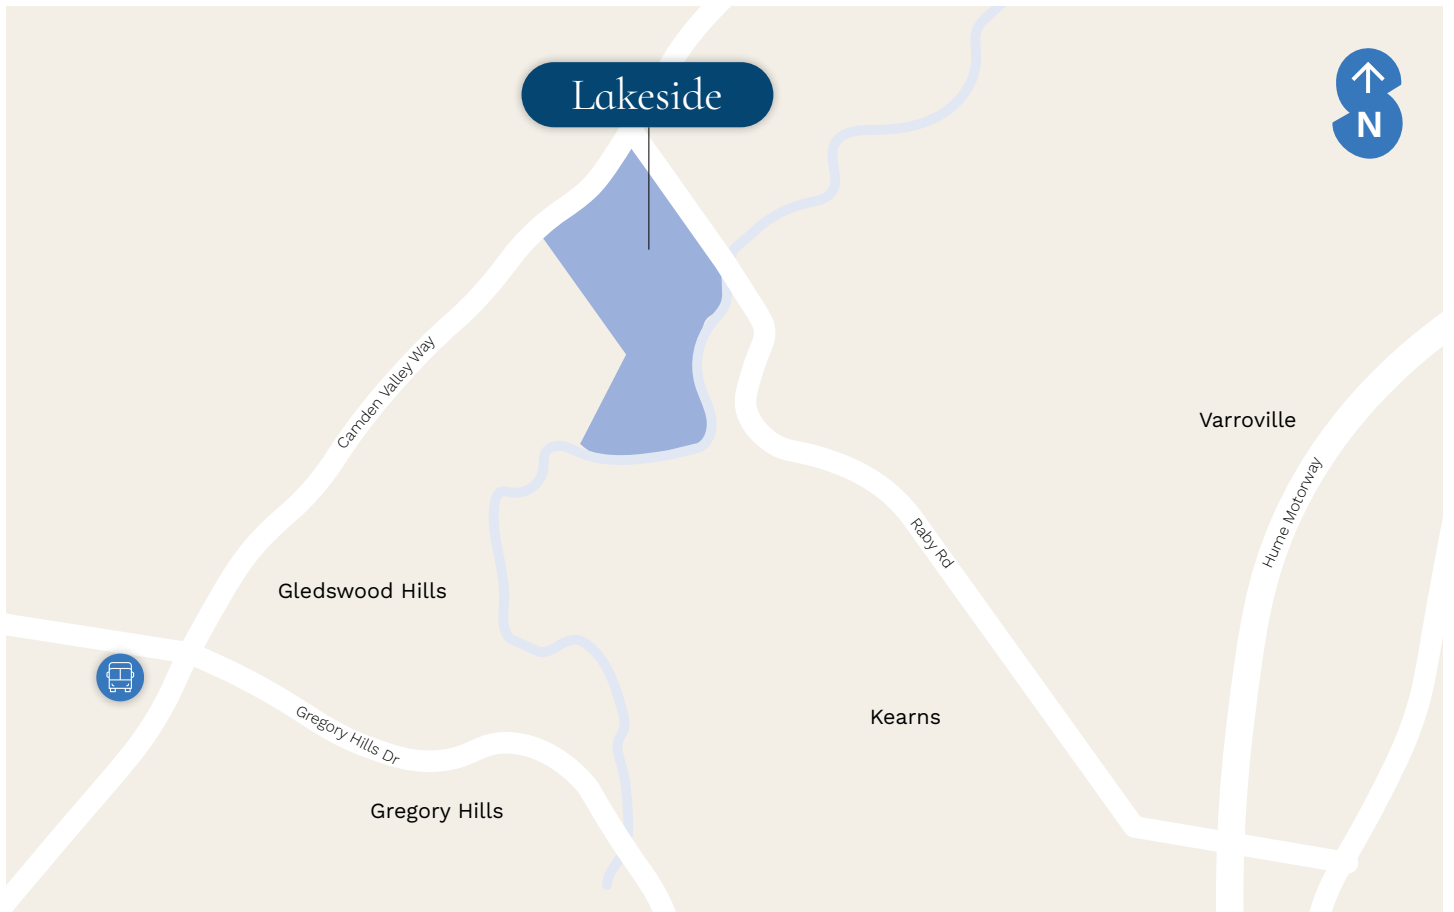 Lakeside
N
Camden Valley Way
Varroville
Hume Motorway
Raby Rd
Gledswood Hills
Gregory Hills Dr
Kearns
Gregory Hills